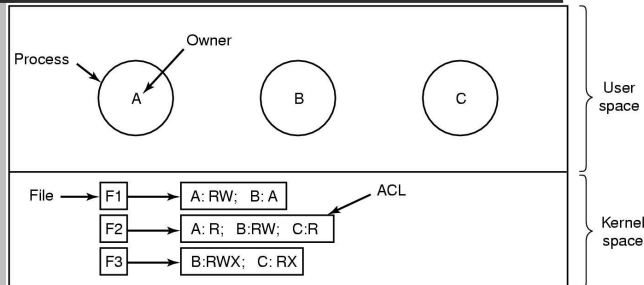 Owner
Process
A
B
C
User
space
File
F1
A: RW; B: A
ACL
F2
A: R; B:RW; C:R
F3
B:RWX; C: RX
Kernel
space